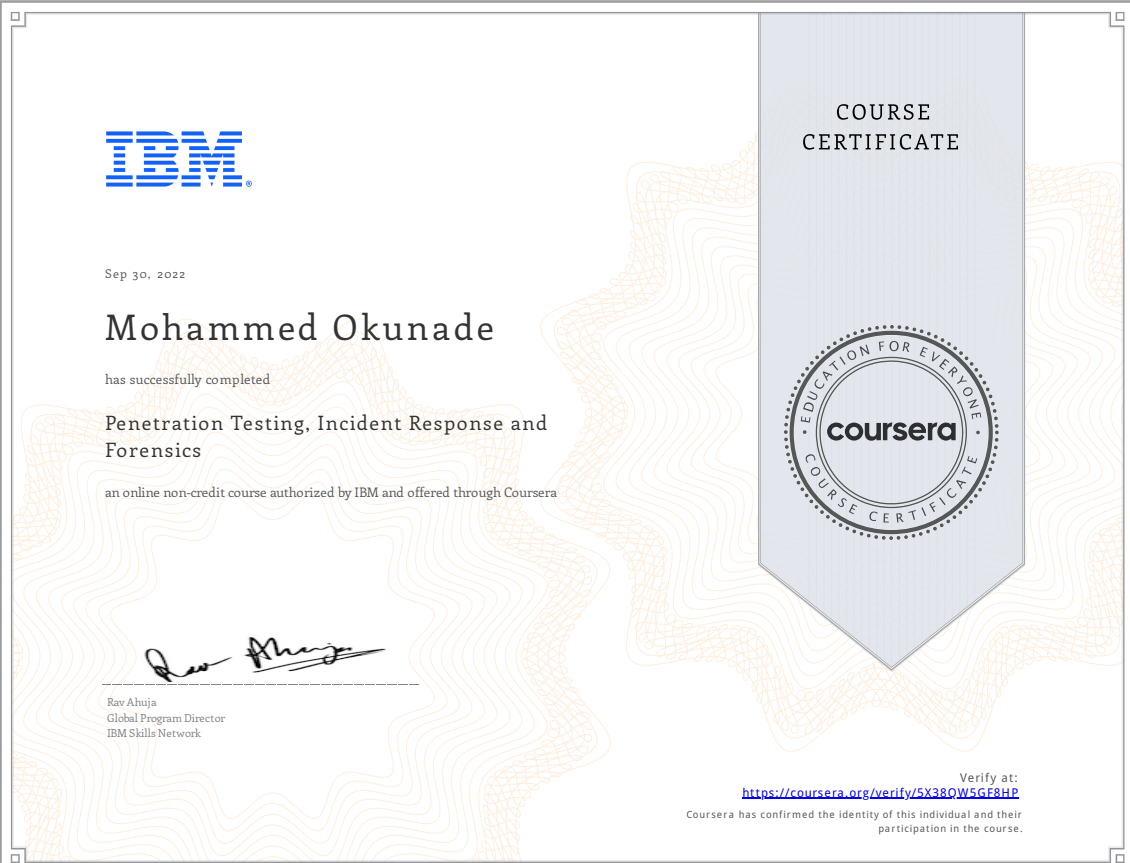 COURSE
CERTIFICATE
IBM®
Sep 30, 2022
Mohammed Okunade
has successfully completed
Penetration Testing, Incident Response and
Forensics
an online non-credit course authorized by IBM and offered through Coursera
EDUCATION FOR EVERYONE
coursera
COURSE CERTIFICATE
Rav Ahuja
Rav Ahuja
Global Program Director
IBM Skills Network
Verify at:
https://coursera.org/verify/5X38QW5GF8HP
Coursera has confirmed the identity of this individual and their
participation in the course.